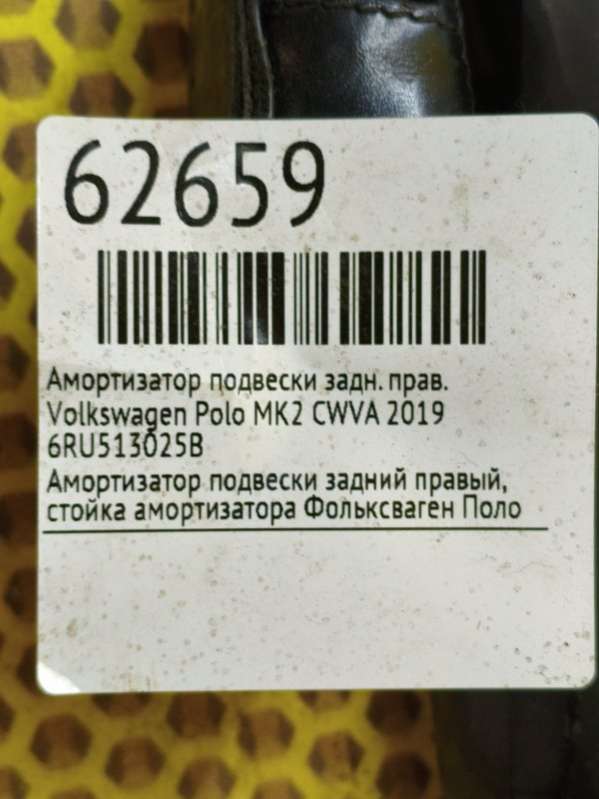 62659
Амортизатор подвески задн. прав.
Volkswagen Polo MK2 CWVA 2019
6RU513025B
Амортизатор подвески задний правый,
стойка амортизатора Фольксваген Поло